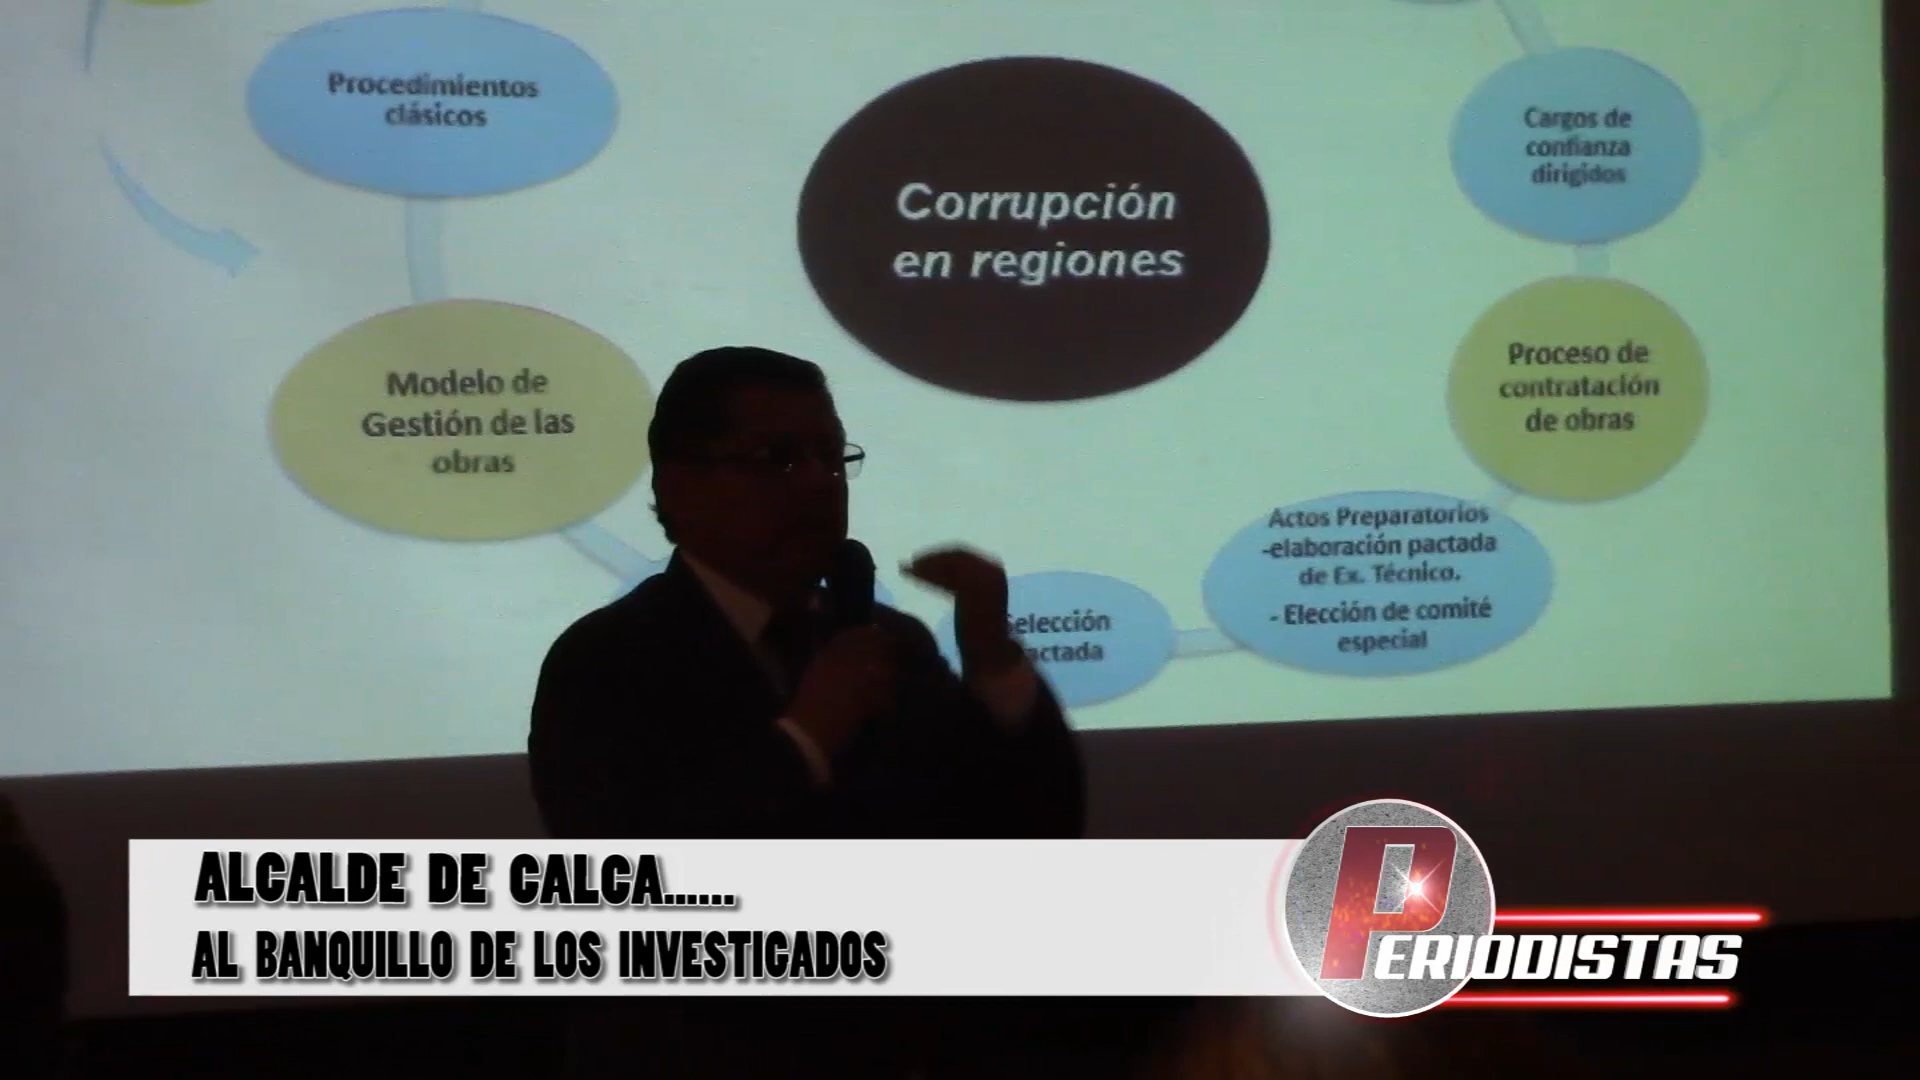 Procedimientos
clásicos
Corrupción
en regiones
Cargos de
confianza
dirigidos
Modelo de
Gestión de las
obras
Proceso de
contratación
de obras
Actos Preparatorios
-elaboración pactada
de Ex. Técnico.
- Elección de comité
especial
Selección
actada
ALCALDE DE CALCA......
AL BANQUILLO DE LOS INVESTIGADOS
PERIODISTAS